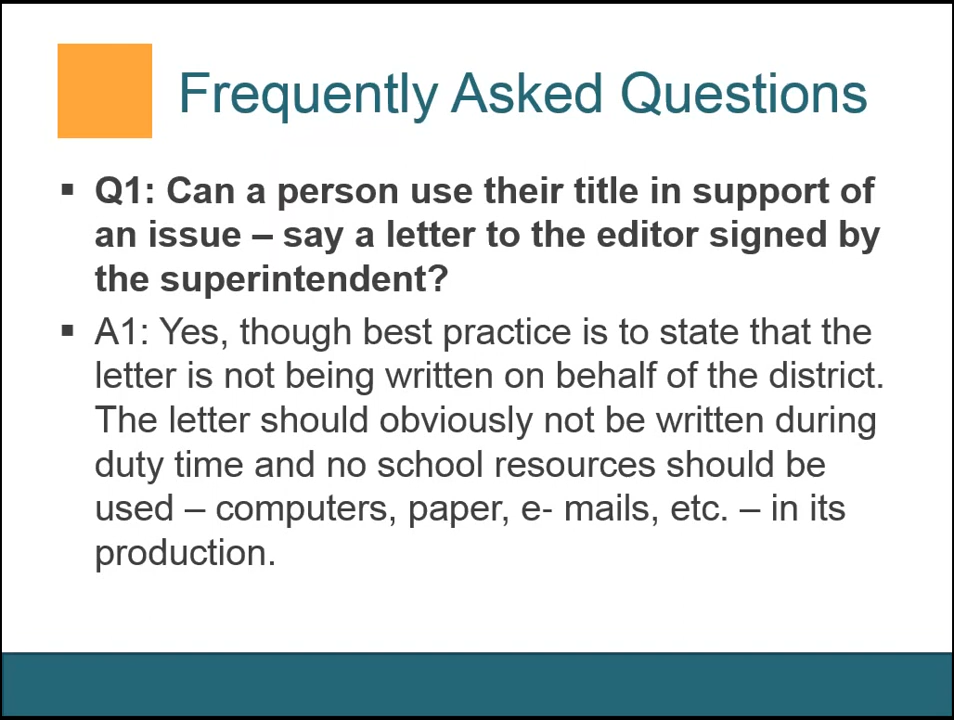 Frequently Asked Questions
▪ Q1: Can a person use their title in support of
an issue – say a letter to the editor signed by
the superintendent?
▪ A1: Yes, though best practice is to state that the
letter is not being written on behalf of the district.
The letter should obviously not be written during
duty time and no school resources should be
used – computers, paper, e- mails, etc. – in its
production.